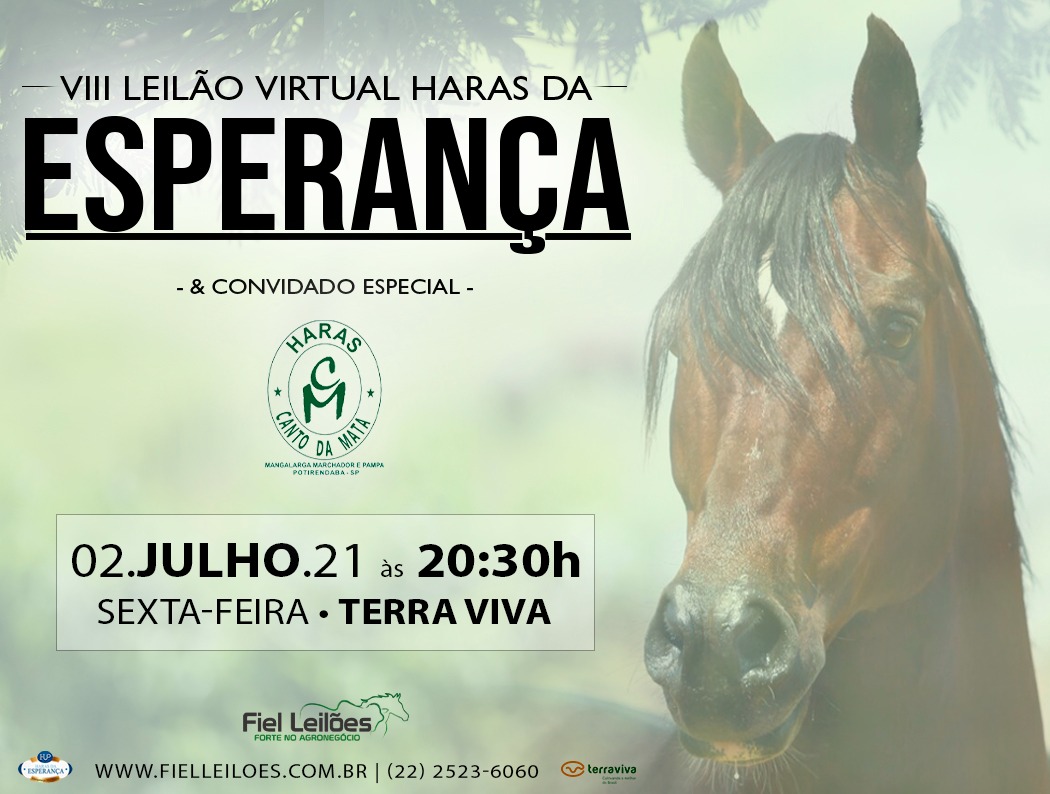 VIII LEILÃO VIRTUAL HARAS DA
ESPERANÇA
- & CONVIDADO ESPECIAL -
HARAS
CM
CANTO DA MATA
MANGALARGA MARCHADOR E PAMPA
POTIRENDABA - SP
02.JULHO.21 às 20:30h
SEXTA-FEIRA • TERRA VIVA
Fiel Leilões
FORTE NO AGRONEGÓCIO
ESPERANÇA
WWW.FIELLEILOES.COM.BR | (22) 2523-6060
terraviva